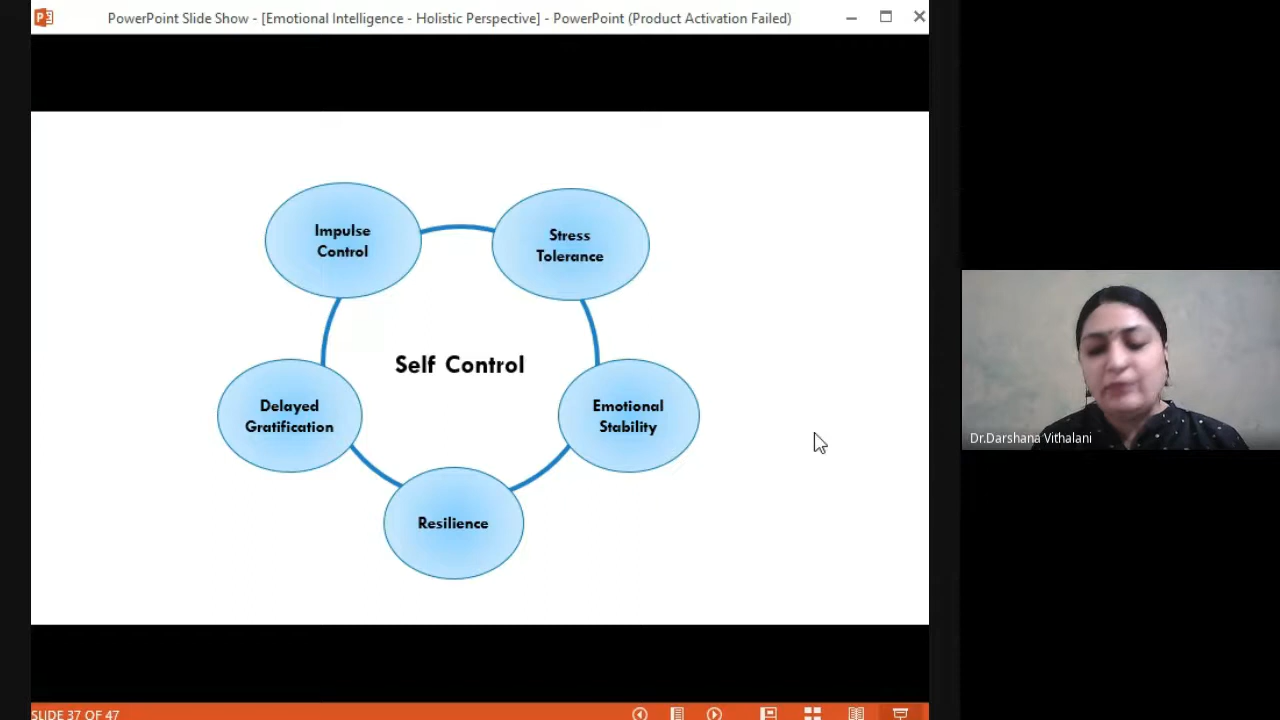 PowerPoint Slide Show - [Emotional Intelligence - Holistic Perspective] - PowerPoint (Product Activation Failed)
Impulse
Control
Stress
Tolerance
Self Control
Delayed
Gratification
Emotional
Stability
Resilience
Dr.Darshana Vithalani
SLIDE 37 OF 47